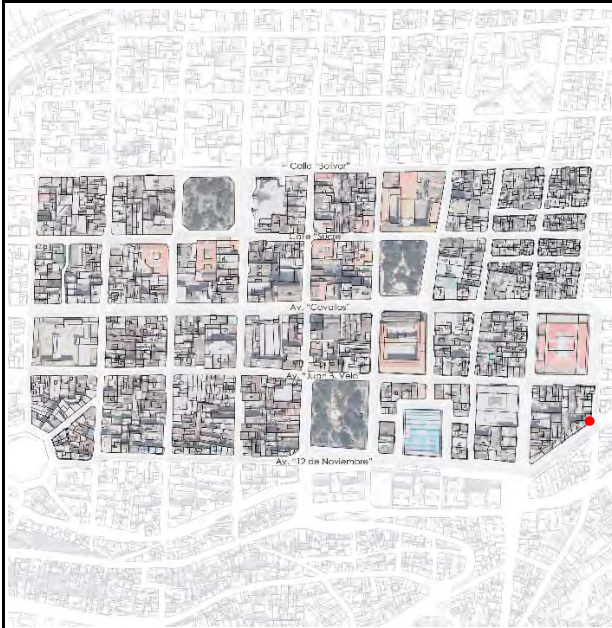 Calle "Bolívar"
Calle "Sucre"
Av. "Cevallos"
Av. "Juan B. Vela"
Av. "12 de Noviembre"